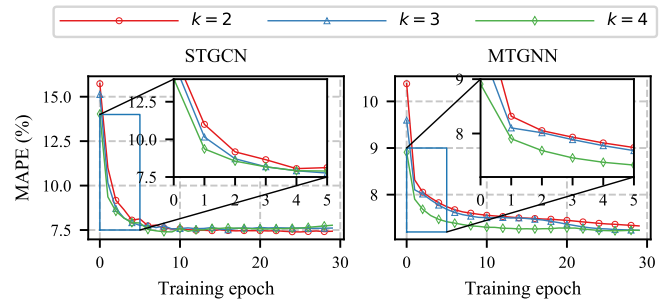 k = 2 k = 3 k = 4
STGCN MTGNN
MAPE (%)
15.0
12.5
10.0
7.5
12.5
10.0
7.5
0 1 2 3 4 5
0 10 20 30
Training epoch
10
9
8
9
8
0 1 2 3 4 5
0 10 20 30
Training epoch